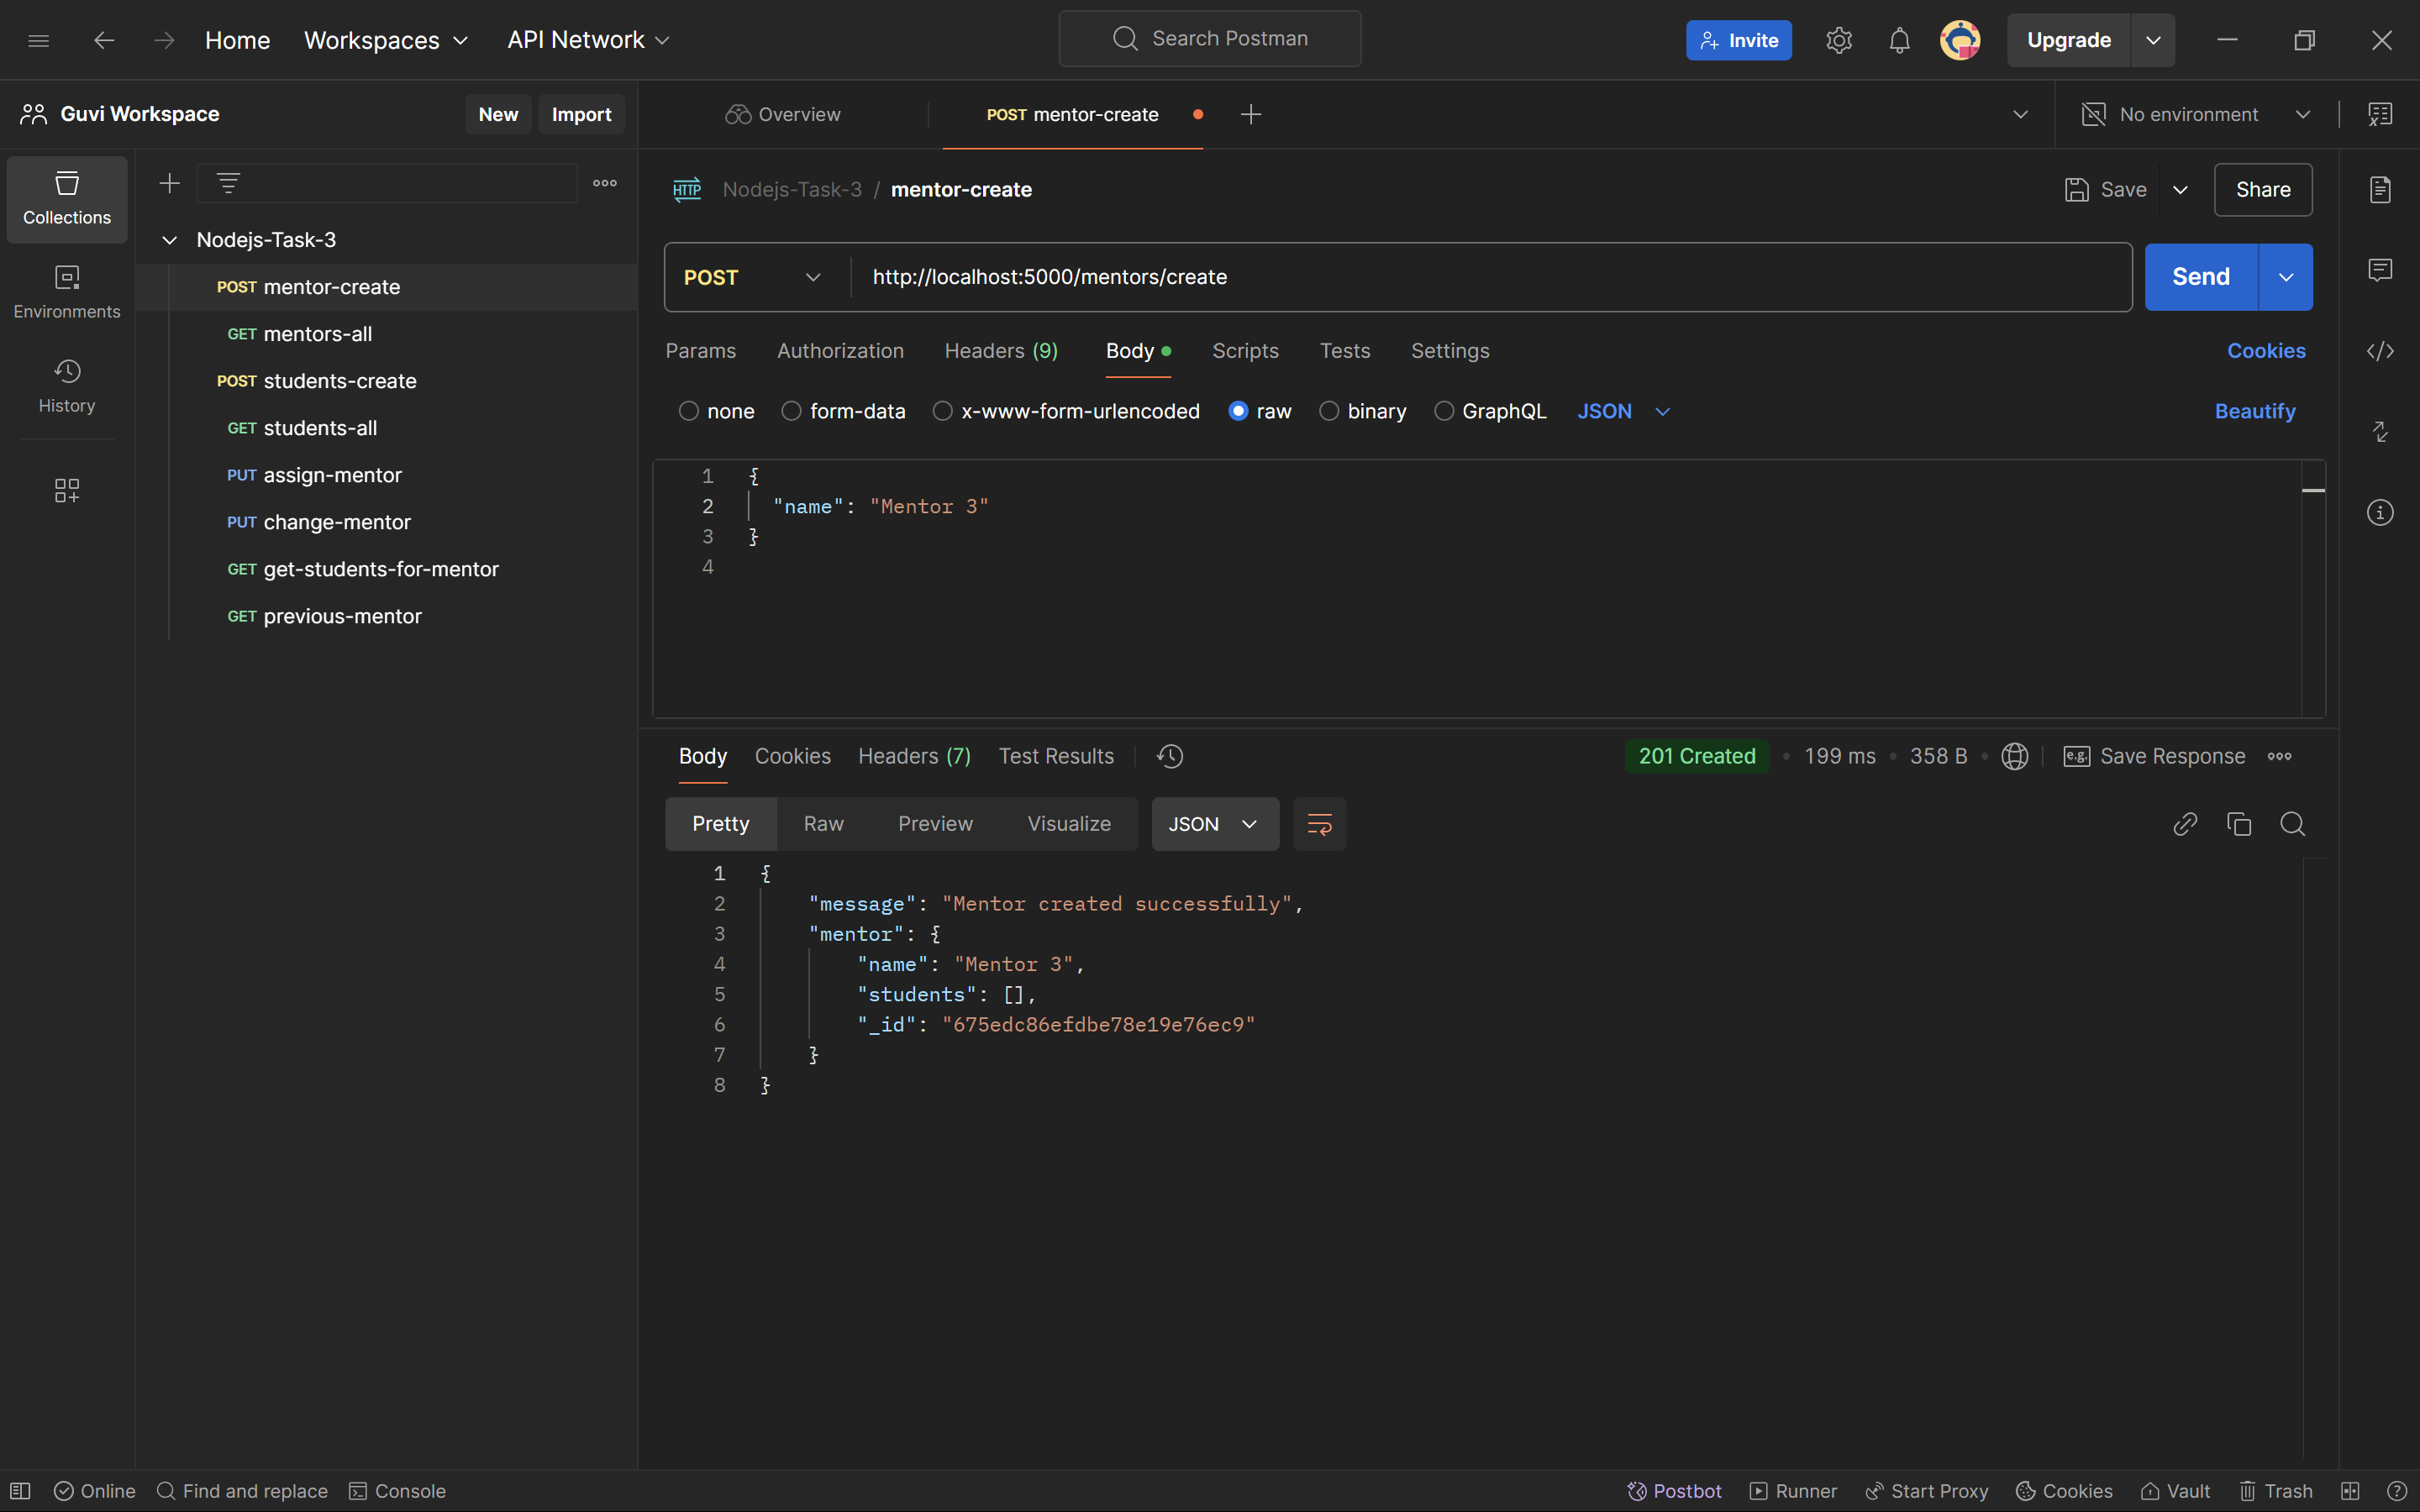 Home Workspaces API Network Search Postman Invite Upgrade
Guvi Workspace New Import Overview POST mentor-create No environment
Collections
Environments
History
Nodejs-Task-3
POST mentor-create
GET mentors-all
POST students-create
GET students-all
PUT assign-mentor
PUT change-mentor
GET get-students-for-mentor
GET previous-mentor
HTTP Nodejs-Task-3 / mentor-create Save Share
POST http://localhost:5000/mentors/create Send
Params Authorization Headers (9) Body Scripts Tests Settings Cookies
none form-data x-www-form-urlencoded raw binary GraphQL JSON Beautify
1 {
2 "name": "Mentor 3"
3 }
4
Body Cookies Headers (7) Test Results 201 Created 199 ms 358 B e.g. Save Response
Pretty Raw Preview Visualize JSON
1 {
2 "message": "Mentor created successfully",
3 "mentor": {
4 "name": "Mentor 3",
5 "students": [],
6 "_id": "675edc86efdbe78e19e76ec9"
7 }
8 }
Online Find and replace Console Postbot Runner Start Proxy Cookies Vault Trash